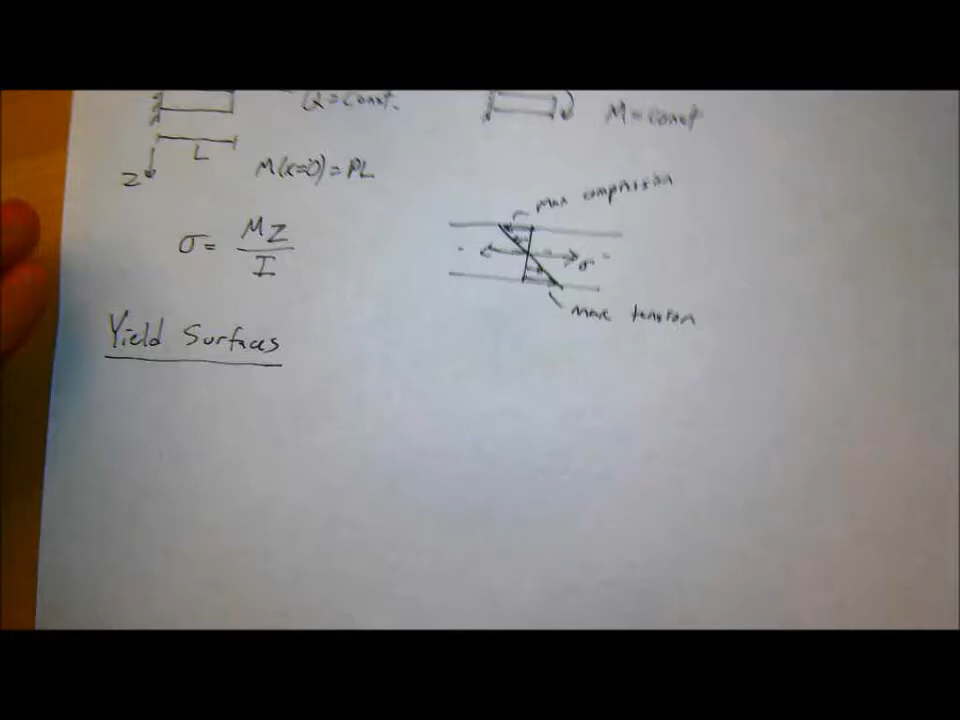 Q = const.
M = const
L
Z
M(x=0) = PL
max compression
σ = MZ / I
σ
max tension
Yield Surfaces